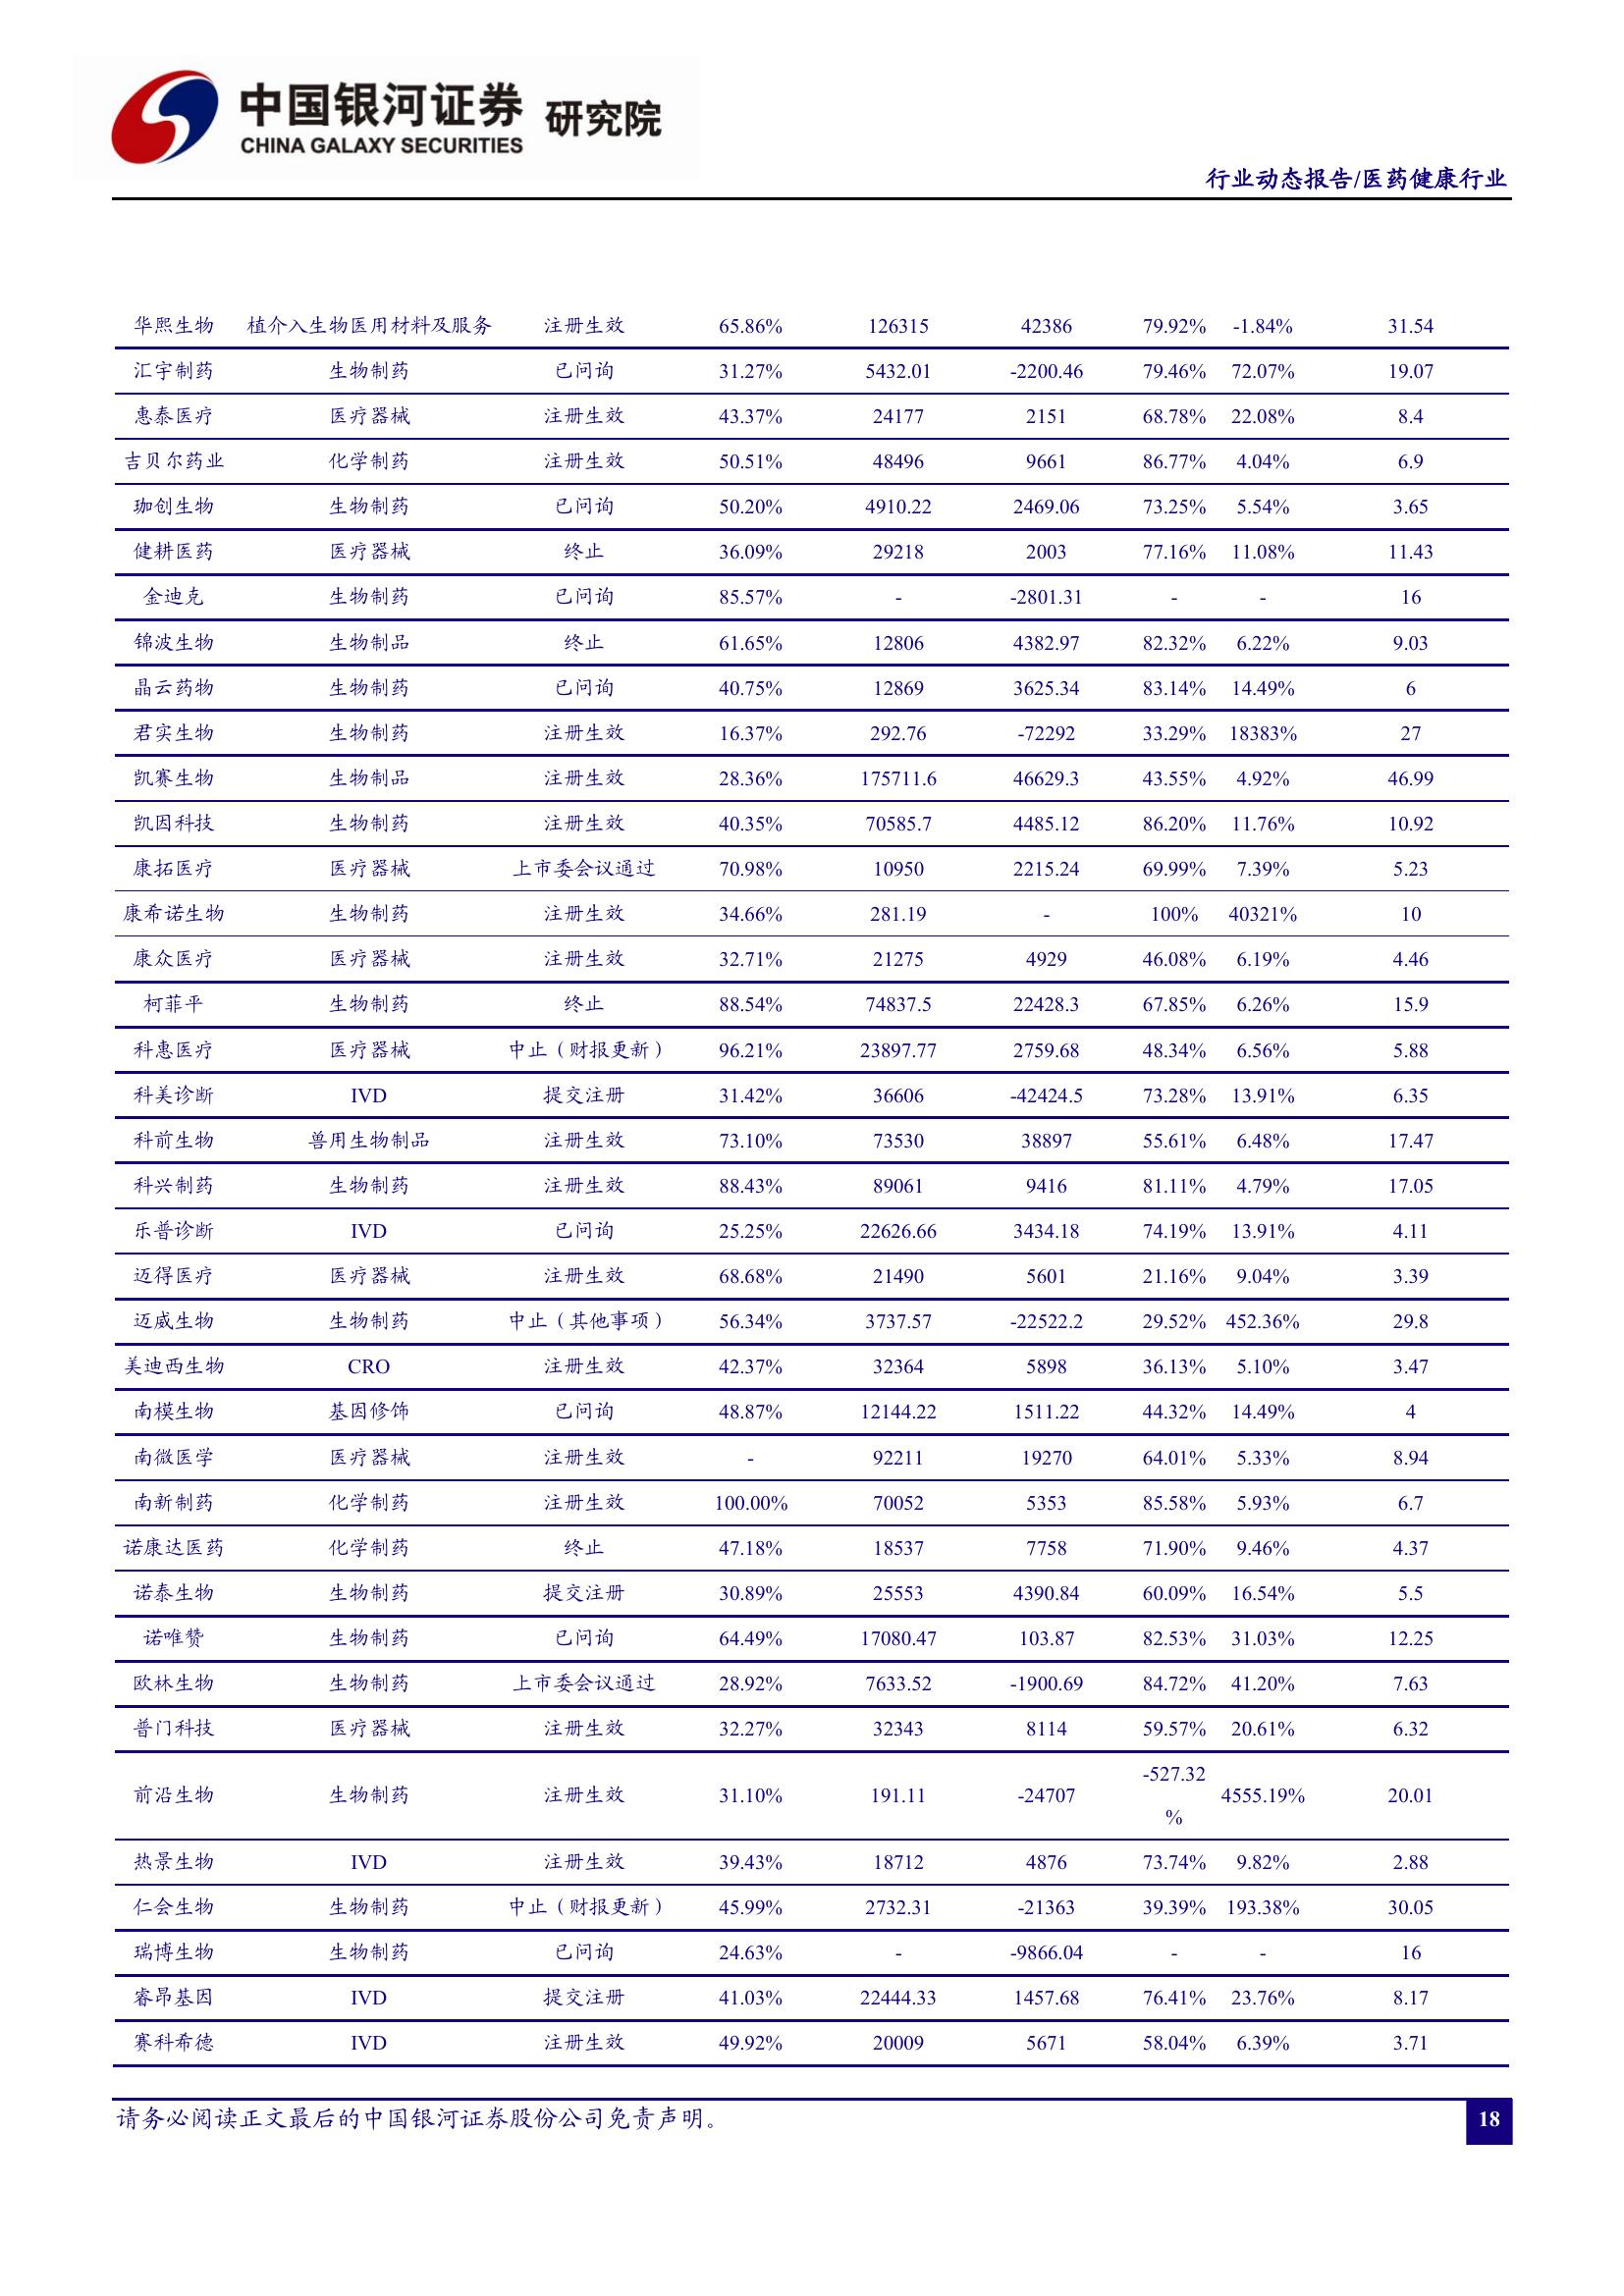 中国银河证券 研究院
CHINA GALAXY SECURITIES
行业动态报告/医药健康行业
华熙生物 植介入生物医用材料及服务 注册生效 65.86% 126315 42386 79.92% -1.84% 31.54
汇宇制药 生物制药 已问询 31.27% 5432.01 -2200.46 79.46% 72.07% 19.07
惠泰医疗 医疗器械 注册生效 43.37% 24177 2151 68.78% 22.08% 8.4
吉贝尔药业 化学制药 注册生效 50.51% 48496 9661 86.77% 4.04% 6.9
珈创生物 生物制药 已问询 50.20% 4910.22 2469.06 73.25% 5.54% 3.65
健耕医药 医疗器械 终止 36.09% 29218 2003 77.16% 11.08% 11.43
金迪克 生物制药 已问询 85.57% - -2801.31 - - 16
锦波生物 生物制品 终止 61.65% 12806 4382.97 82.32% 6.22% 9.03
晶云药物 生物制药 已问询 40.75% 12869 3625.34 83.14% 14.49% 6
君实生物 生物制药 注册生效 16.37% 292.76 -72292 33.29% 18383% 27
凯赛生物 生物制品 注册生效 28.36% 175711.6 46629.3 43.55% 4.92% 46.99
凯因科技 生物制药 注册生效 40.35% 70585.7 4485.12 86.20% 11.76% 10.92
康拓医疗 医疗器械 上市委会议通过 70.98% 10950 2215.24 69.99% 7.39% 5.23
康希诺生物 生物制药 注册生效 34.66% 281.19 - 100% 40321% 10
康众医疗 医疗器械 注册生效 32.71% 21275 4929 46.08% 6.19% 4.46
柯菲平 生物制药 终止 88.54% 74837.5 22428.3 67.85% 6.26% 15.9
科惠医疗 医疗器械 中止（财报更新） 96.21% 23897.77 2759.68 48.34% 6.56% 5.88
科美诊断 IVD 提交注册 31.42% 36606 -42424.5 73.28% 13.91% 6.35
科前生物 兽用生物制品 注册生效 73.10% 73530 38897 55.61% 6.48% 17.47
科兴制药 生物制药 注册生效 88.43% 89061 9416 81.11% 4.79% 17.05
乐普诊断 IVD 已问询 25.25% 22626.66 3434.18 74.19% 13.91% 4.11
迈得医疗 医疗器械 注册生效 68.68% 21490 5601 21.16% 9.04% 3.39
迈威生物 生物制药 中止（其他事项） 56.34% 3737.57 -22522.2 29.52% 452.36% 29.8
美迪西生物 CRO 注册生效 42.37% 32364 5898 36.13% 5.10% 3.47
南模生物 基因修饰 已问询 48.87% 12144.22 1511.22 44.32% 14.49% 4
南微医学 医疗器械 注册生效 - 92211 19270 64.01% 5.33% 8.94
南新制药 化学制药 注册生效 100.00% 70052 5353 85.58% 5.93% 6.7
诺康达医药 化学制药 终止 47.18% 18537 7758 71.90% 9.46% 4.37
诺泰生物 生物制药 提交注册 30.89% 25553 4390.84 60.09% 16.54% 5.5
诺唯赞 生物制药 已问询 64.49% 17080.47 103.87 82.53% 31.03% 12.25
欧林生物 生物制药 上市委会议通过 28.92% 7633.52 -1900.69 84.72% 41.20% 7.63
普门科技 医疗器械 注册生效 32.27% 32343 8114 59.57% 20.61% 6.32
前沿生物 生物制药 注册生效 31.10% 191.11 -24707 -527.32% 4555.19% 20.01
热景生物 IVD 注册生效 39.43% 18712 4876 73.74% 9.82% 2.88
仁会生物 生物制药 中止（财报更新） 45.99% 2732.31 -21363 39.39% 193.38% 30.05
瑞博生物 生物制药 已问询 24.63% - -9866.04 - - 16
睿昂基因 IVD 提交注册 41.03% 22444.33 1457.68 76.41% 23.76% 8.17
赛科希德 IVD 注册生效 49.92% 20009 5671 58.04% 6.39% 3.71
请务必阅读正文最后的中国银河证券股份公司免责声明。
18